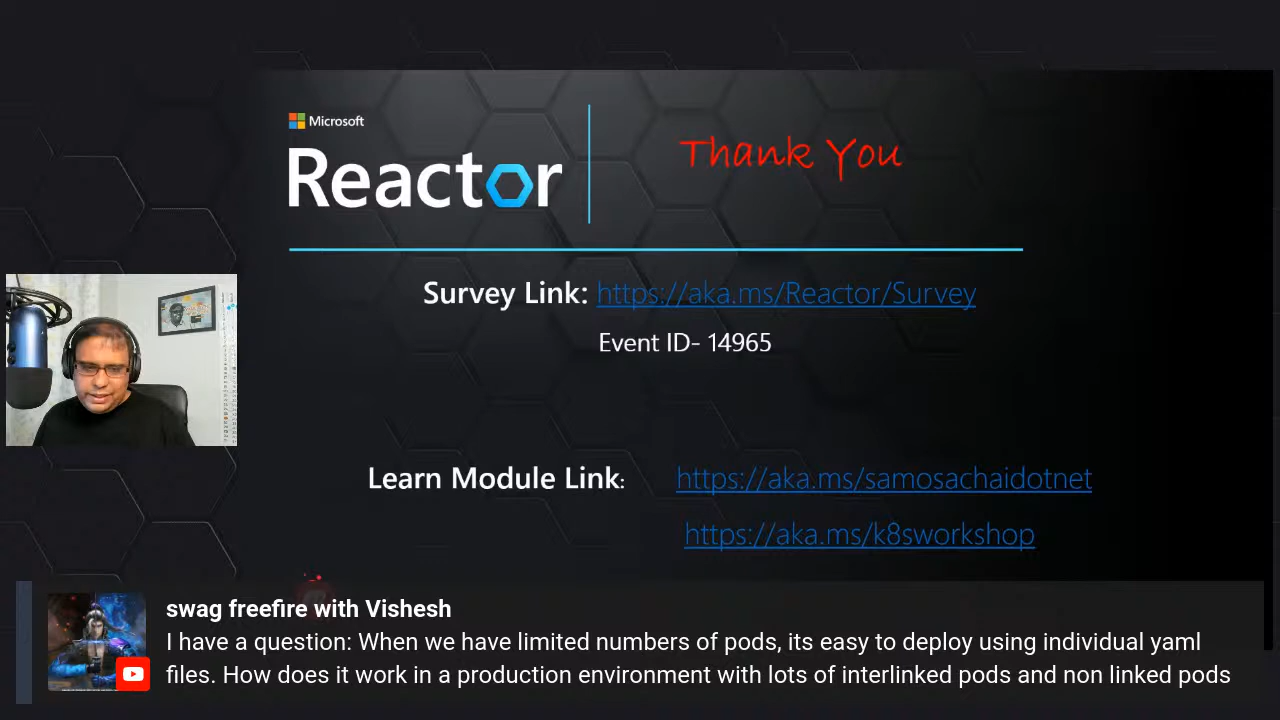 Microsoft
Reactor
Thank You
Survey Link: https://aka.ms/Reactor/Survey
Event ID- 14965
Learn Module Link: https://aka.ms/samosachaidotnet
https://aka.ms/k8sworkshop
swag freefire with Vishesh
I have a question: When we have limited numbers of pods, its easy to deploy using individual yaml
files. How does it work in a production environment with lots of interlinked pods and non linked pods